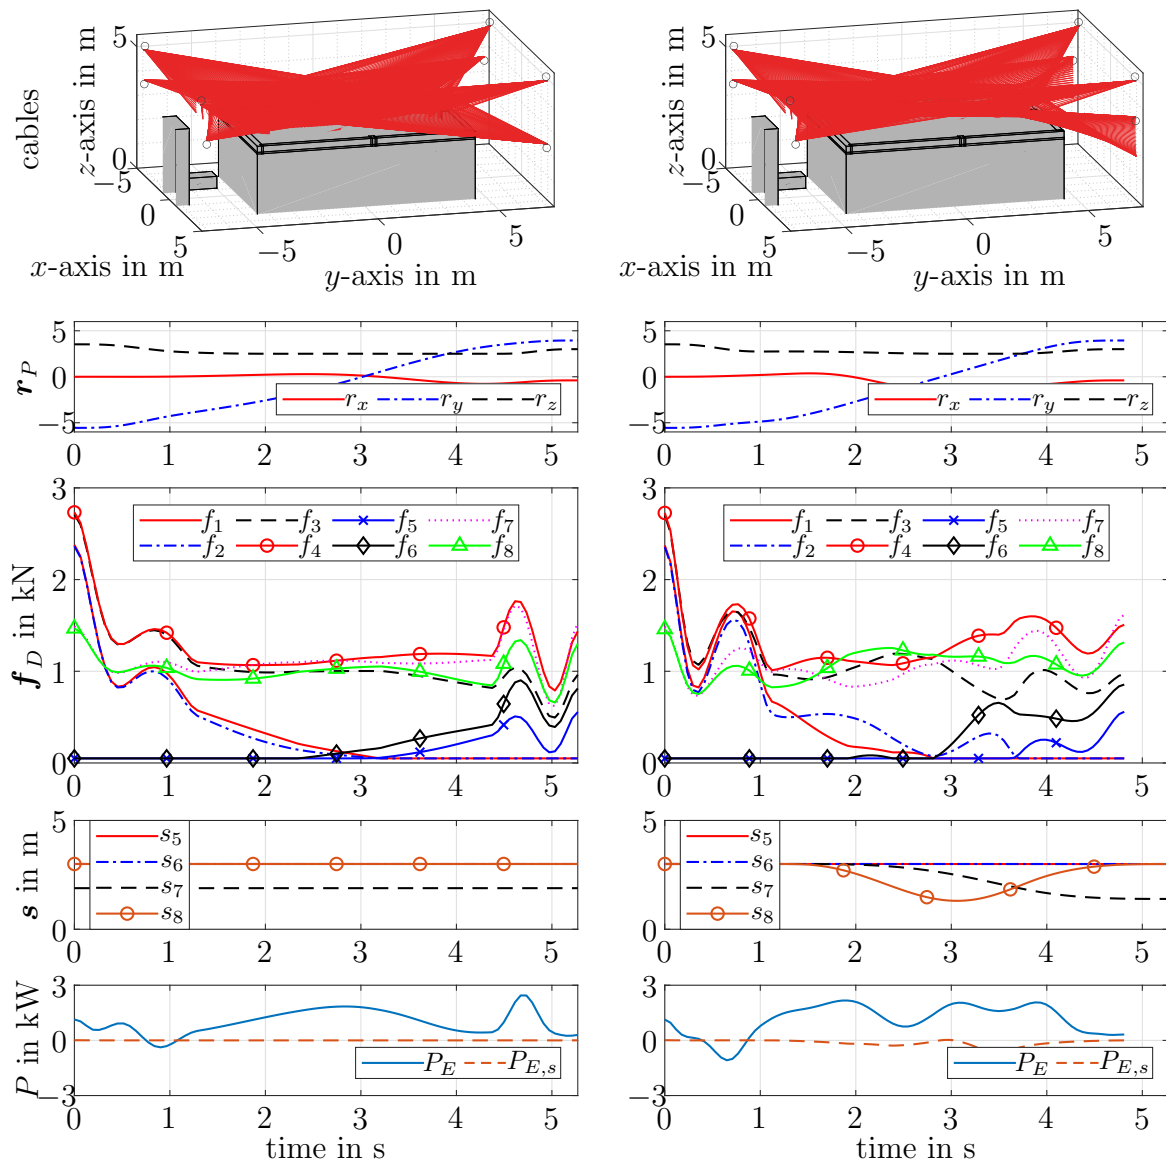 cables
z-axis in m
5
0
−5
0
5
x-axis in m
−5
0
5
y-axis in m
z-axis in m
5
0
−5
0
5
x-axis in m
−5
0
5
y-axis in m
r_P
5
0
−5
r_x r_y r_z
0 1 2 3 4 5
5
0
−5
r_x r_y r_z
0 1 2 3 4 5
f_D in kN
3
2
1
0
f_1 f_3 f_5 f_7
f_2 f_4 f_6 f_8
0 1 2 3 4 5
3
2
1
0
f_1 f_3 f_5 f_7
f_2 f_4 f_6 f_8
0 1 2 3 4 5
s in m
5
0
s_5
s_6
s_7
s_8
0 1 2 3 4 5
5
0
s_5
s_6
s_7
s_8
0 1 2 3 4 5
P in kW
3
0
−3
P_E P_{E,s}
0 1 2 3 4 5
time in s
3
0
−3
P_E P_{E,s}
0 1 2 3 4 5
time in s